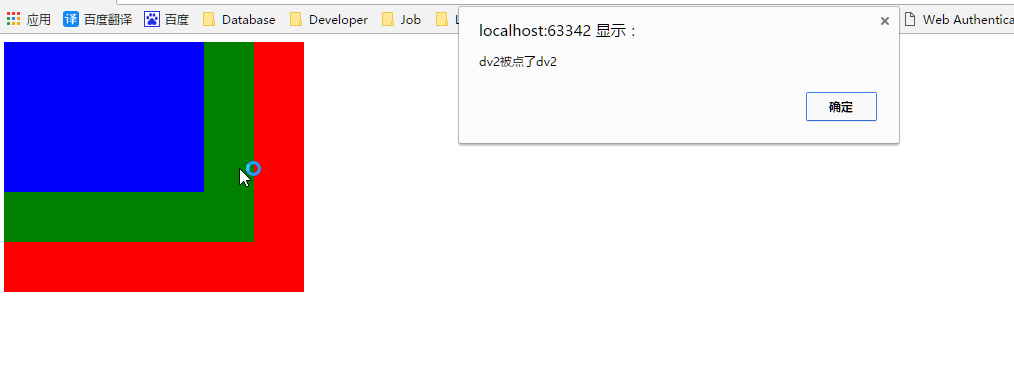 应用 译 百度翻译 百度 Database Developer Job L Web Authentica
localhost:63342 显示：
dv2被点了dv2
确定